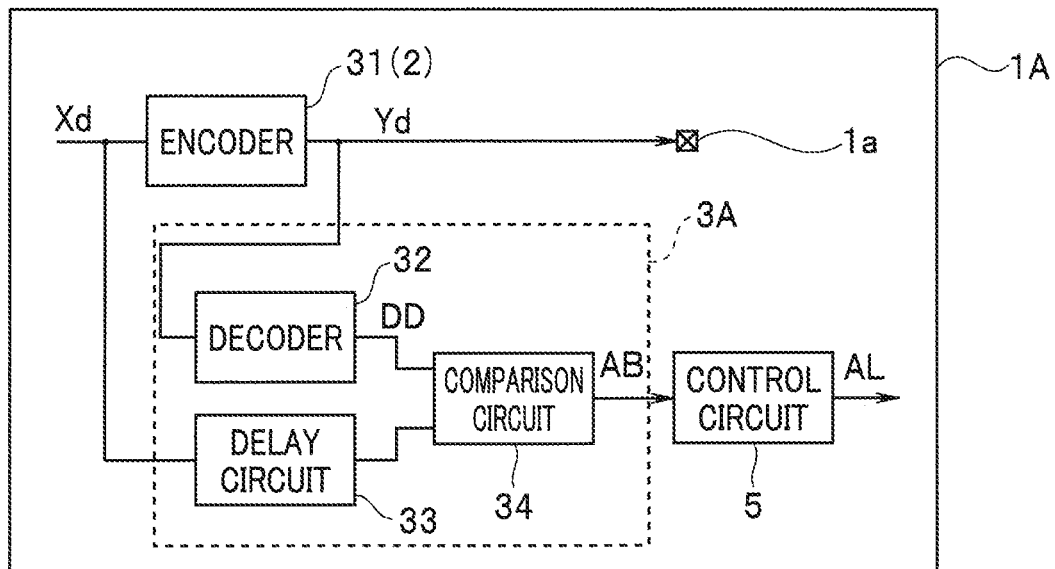 31(2)
1A
Xd
ENCODER
Yd
1a
3A
32
DECODER
DD
COMPARISON
CIRCUIT
AB
CONTROL
CIRCUIT
AL
DELAY
CIRCUIT
33
34
5